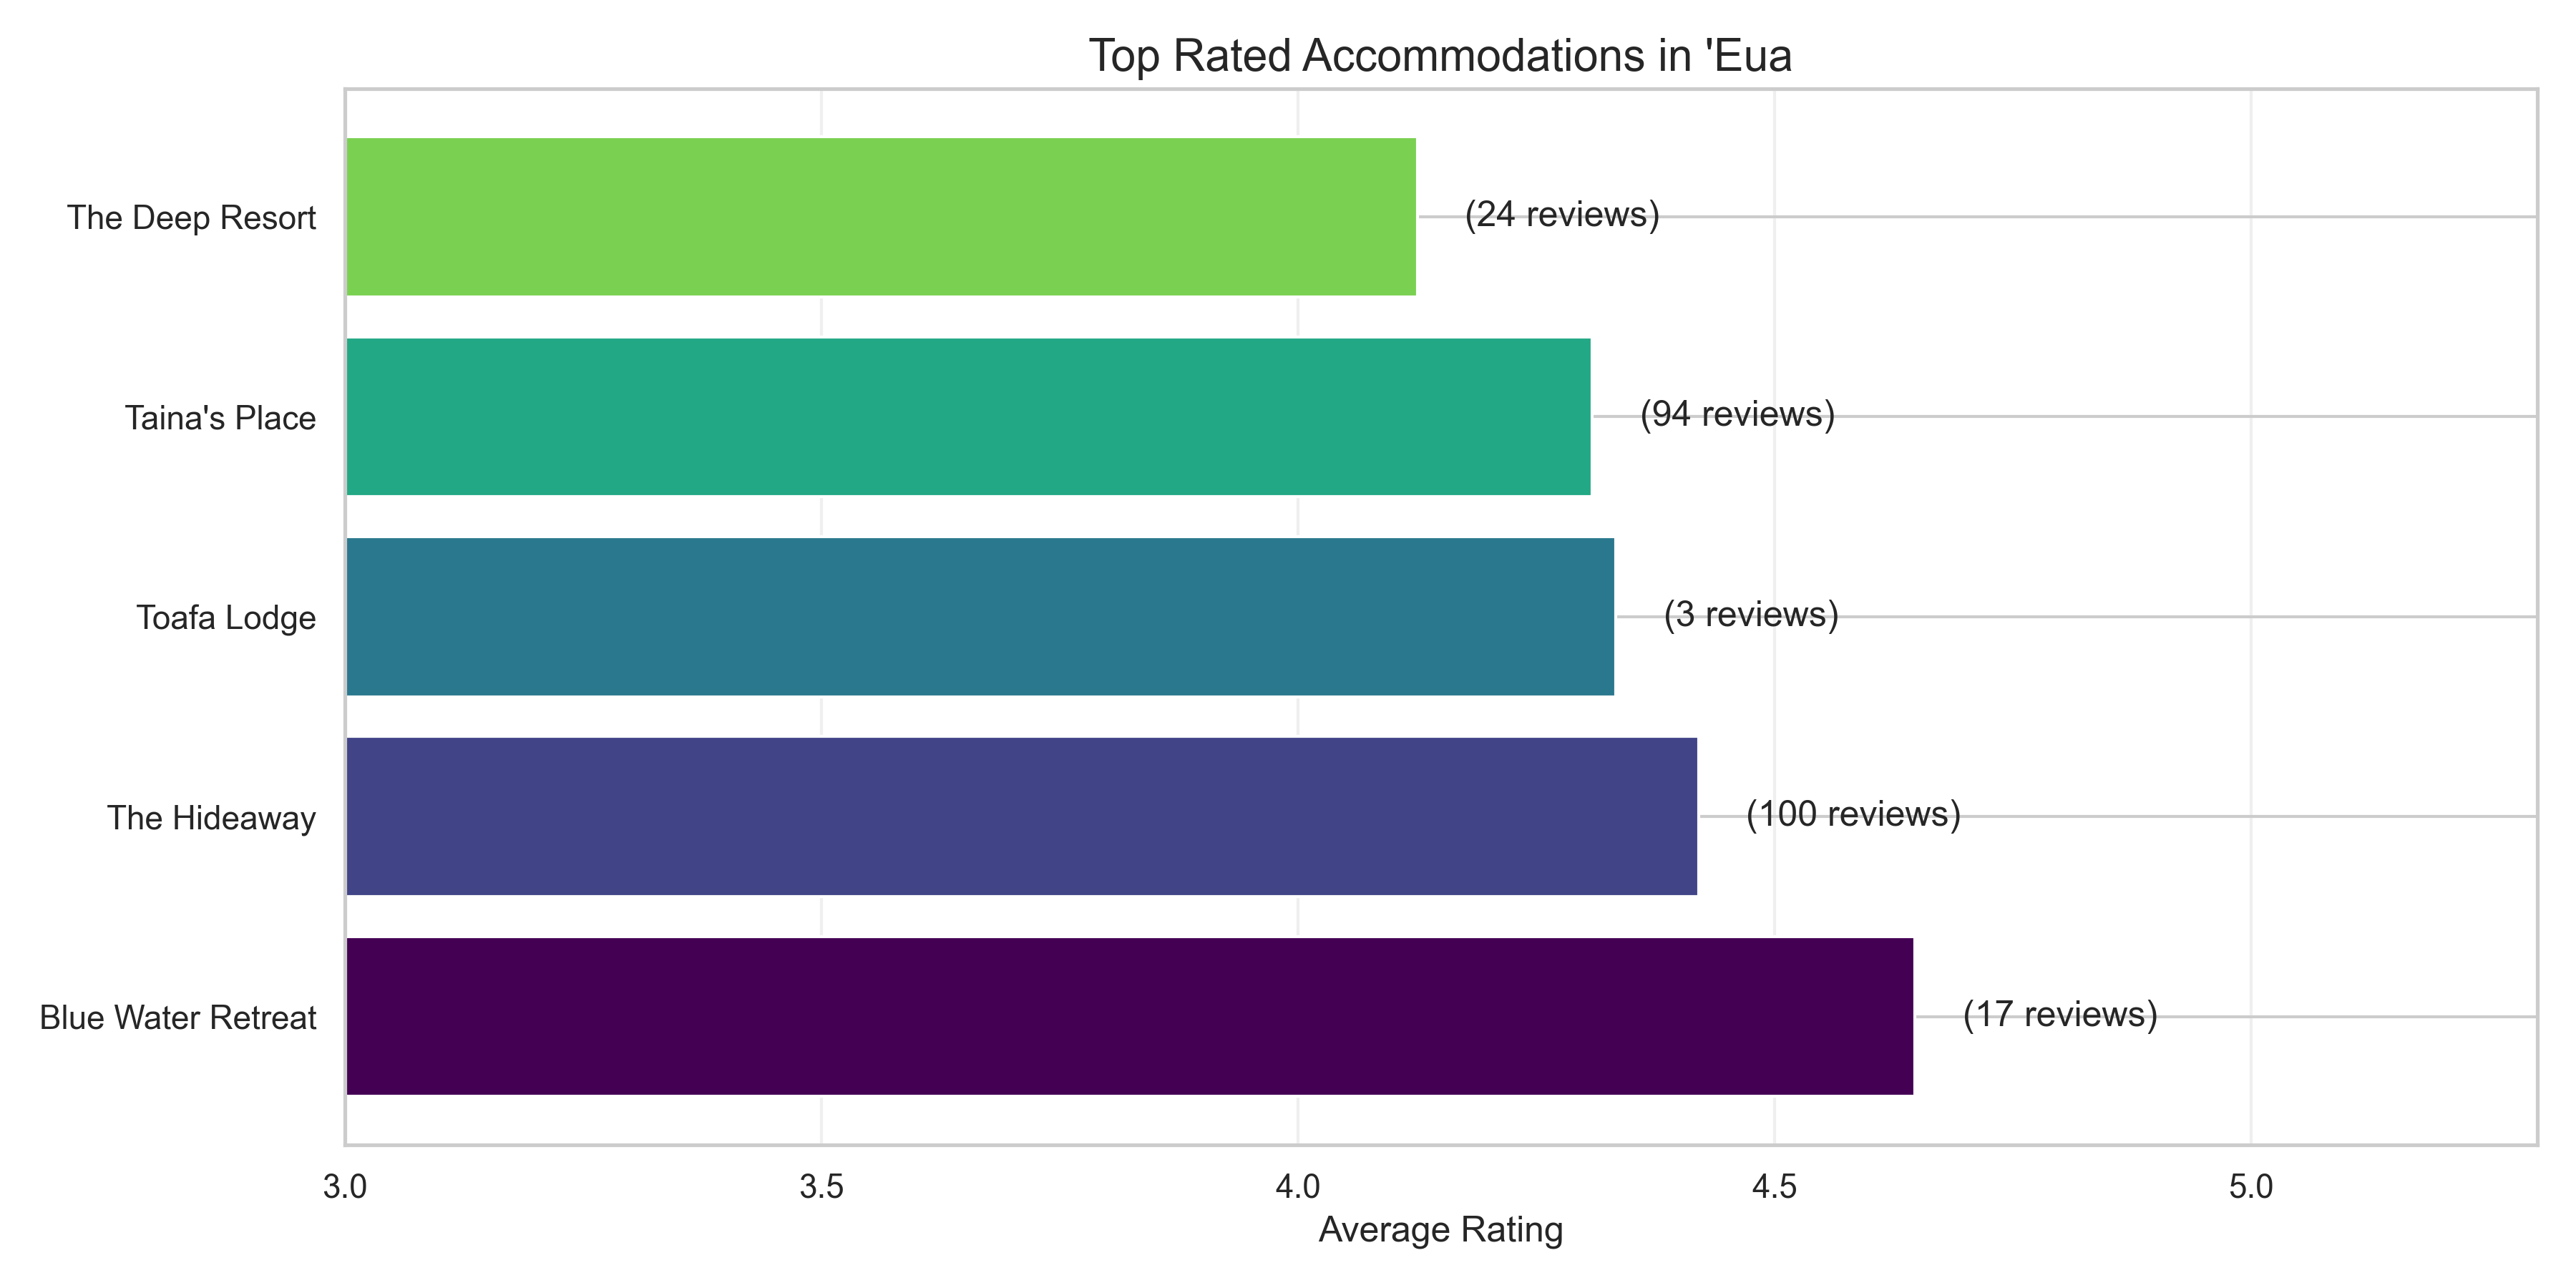 Top Rated Accommodations in 'Eua
The Deep Resort
(24 reviews)
Taina's Place
(94 reviews)
Toafa Lodge
(3 reviews)
The Hideaway
(100 reviews)
Blue Water Retreat
(17 reviews)
3.0 3.5 4.0 4.5 5.0
Average Rating